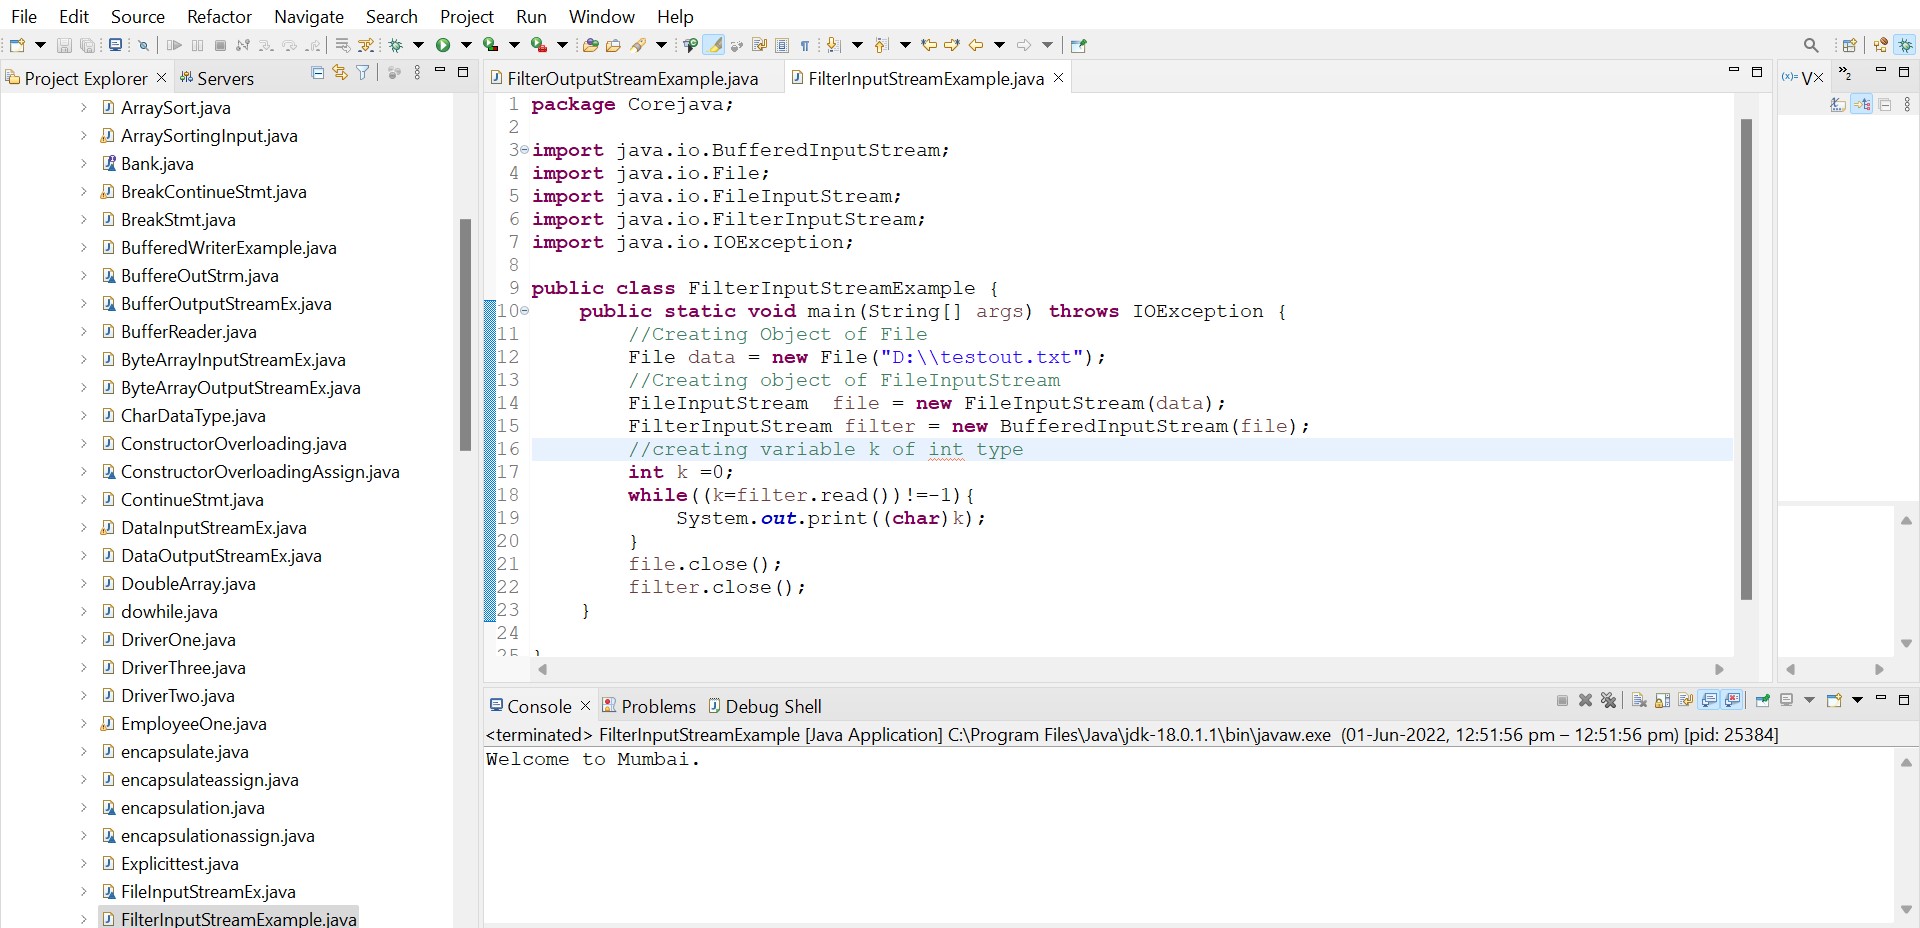 File Edit Source Refactor Navigate Search Project Run Window Help
Project Explorer
Servers
ArraySort.java
ArraySortingInput.java
Bank.java
BreakContinueStmt.java
BreakStmt.java
BufferedWriterExample.java
BuffereOutStrm.java
BufferOutputStreamEx.java
BufferReader.java
ByteArrayInputStreamEx.java
ByteArrayOutputStreamEx.java
CharDataType.java
ConstructorOverloading.java
ConstructorOverloadingAssign.java
ContinueStmt.java
DataInputStreamEx.java
DataOutputStreamEx.java
DoubleArray.java
dowhile.java
DriverOne.java
DriverThree.java
DriverTwo.java
EmployeeOne.java
encapsulate.java
encapsulateassign.java
encapsulation.java
encapsulationassign.java
Explicittest.java
FileInputStreamEx.java
FilterInputStreamExample.java
FilterOutputStreamExample.java
FilterInputStreamExample.java
1 package Corejava;
2
3 import java.io.BufferedInputStream;
4 import java.io.File;
5 import java.io.FileInputStream;
6 import java.io.FilterInputStream;
7 import java.io.IOException;
8
9 public class FilterInputStreamExample {
10 public static void main(String[] args) throws IOException {
11 //Creating Object of File
12 File data = new File("D:\\testout.txt");
13 //Creating object of FileInputStream
14 FileInputStream  file = new FileInputStream(data);
15 FilterInputStream filter = new BufferedInputStream(file);
16 //creating variable k of int type
17 int k =0;
18 while((k=filter.read())!=-1){
19 System.out.print((char)k);
20 }
21 file.close();
22 filter.close();
23 }
24
25 }
(x)= V
»2
Console
Problems
Debug Shell
<terminated> FilterInputStreamExample [Java Application] C:\Program Files\Java\jdk-18.0.1.1\bin\javaw.exe (01-Jun-2022, 12:51:56 pm – 12:51:56 pm) [pid: 25384]
Welcome to Mumbai.